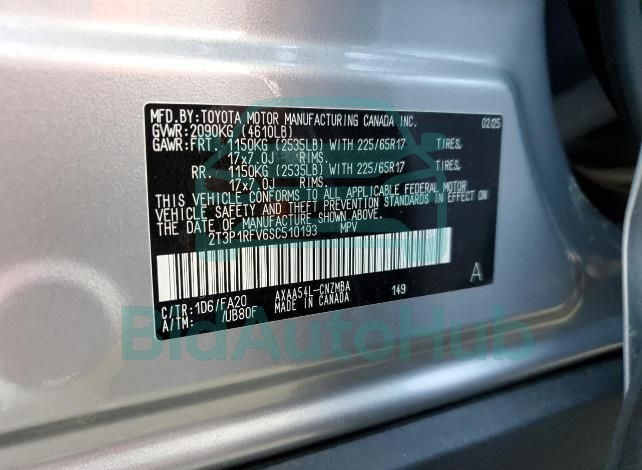 MFD.BY:TOYOTA MOTOR MANUFACTURING CANADA INC. 02/25
GVWR:2090KG (4610LB)
GAWR:FRT. 1150KG (2535LB) WITH 225/65R17 TIRES,
17x7.0J RIMS.
RR. 1150KG (2535LB) WITH 225/65R17 TIRES,
17x7.0J RIMS.
THIS VEHICLE CONFORMS TO ALL APPLICABLE FEDERAL MOTOR
VEHICLE SAFETY AND THEFT PREVENTION STANDARDS IN EFFECT ON
THE DATE OF MANUFACTURE SHOWN ABOVE.
2T3P1RFV6SC510193 MPV
A
C/TR:1D6/FA20 AXAA54L-CNZMBA 149
A/TM: /UB80F MADE IN CANADA
BidAutoHub